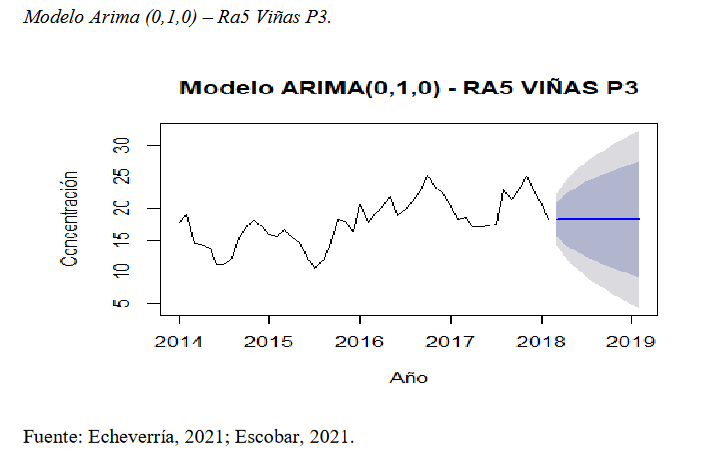 Modelo Arima (0,1,0) – Ra5 Viñas P3.
Modelo ARIMA(0,1,0) - RA5 VIÑAS P3
Concentración
30
25
20
15
10
5
2014 2015 2016 2017 2018 2019
Año
Fuente: Echeverría, 2021; Escobar, 2021.